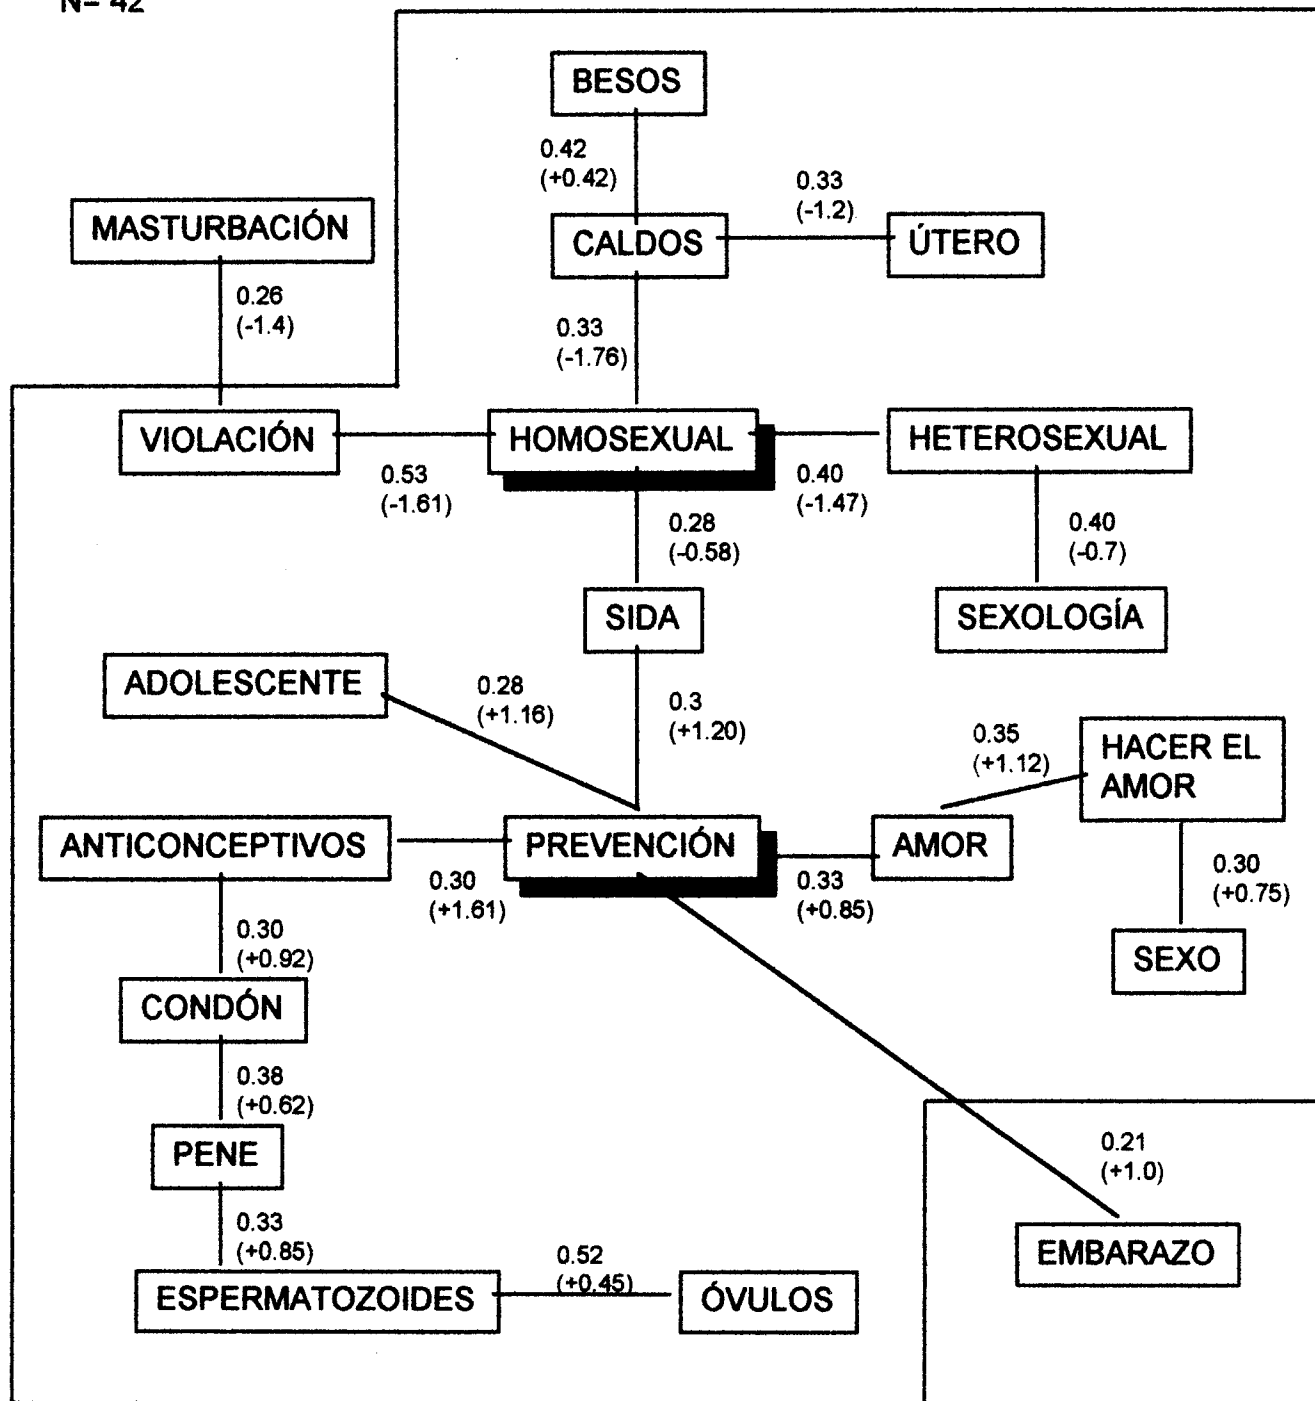 N= 42
BESOS
0.42
(+0.42)
0.33
(-1.2)
MASTURBACIÓN
CALDOS
ÚTERO
0.26
(-1.4)
0.33
(-1.76)
VIOLACIÓN
HOMOSEXUAL
HETEROSEXUAL
0.53
(-1.61)
0.40
(-1.47)
0.28
(-0.58)
0.40
(-0.7)
SIDA
SEXOLOGÍA
ADOLESCENTE
0.28
(+1.16)
0.3
(+1.20)
0.35
(+1.12)
HACER EL
AMOR
ANTICONCEPTIVOS
PREVENCIÓN
AMOR
0.30
(+1.61)
0.33
(+0.85)
0.30
(+0.75)
0.30
(+0.92)
SEXO
CONDÓN
0.38
(+0.62)
PENE
0.21
(+1.0)
0.33
(+0.85)
EMBARAZO
0.52
(+0.45)
ESPERMATOZOIDES
ÓVULOS